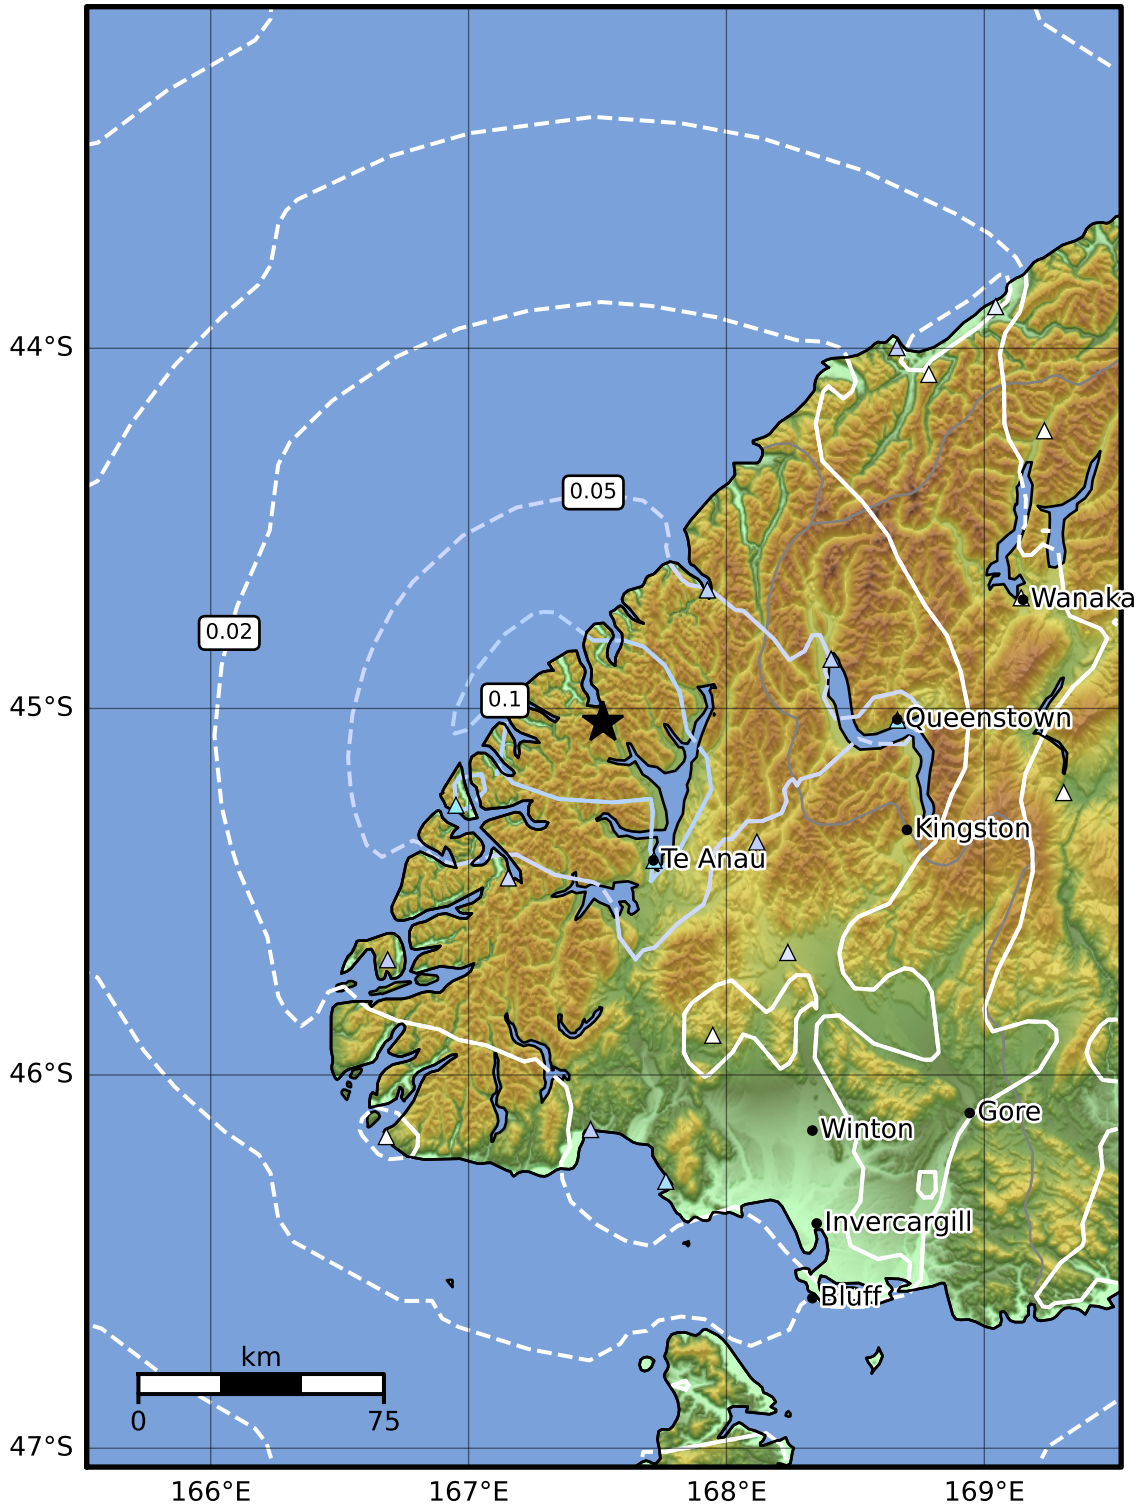 44°S
0.05
Wanaka
0.02
45°S
0.1
Queenstown
Kingston
Te Anau
46°S
Gore
Winton
Invercargill
Bluff
km
0
75
47°S
166°E
167°E
168°E
169°E